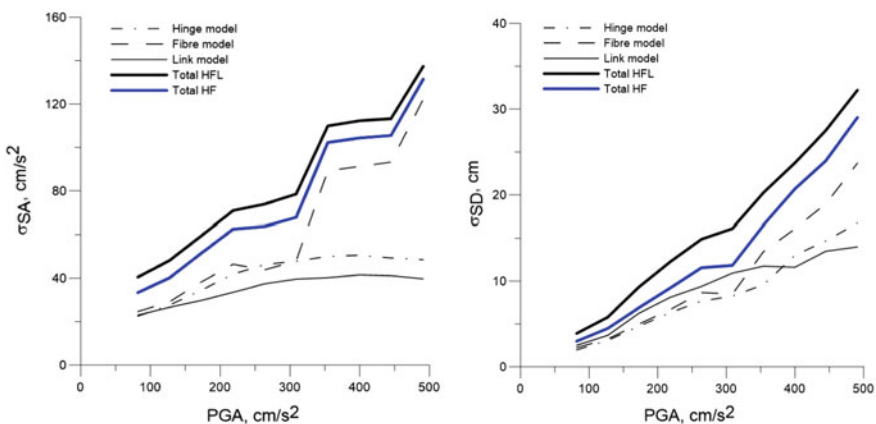 160
120
80
40
0
σSA, cm/s²
Hinge model
Fibre model
Link model
Total HFL
Total HF
0 100 200 300 400 500
PGA, cm/s²
40
30
20
10
0
σSD, cm
Hinge model
Fibre model
Link model
Total HFL
Total HF
0 100 200 300 400 500
PGA, cm/s²